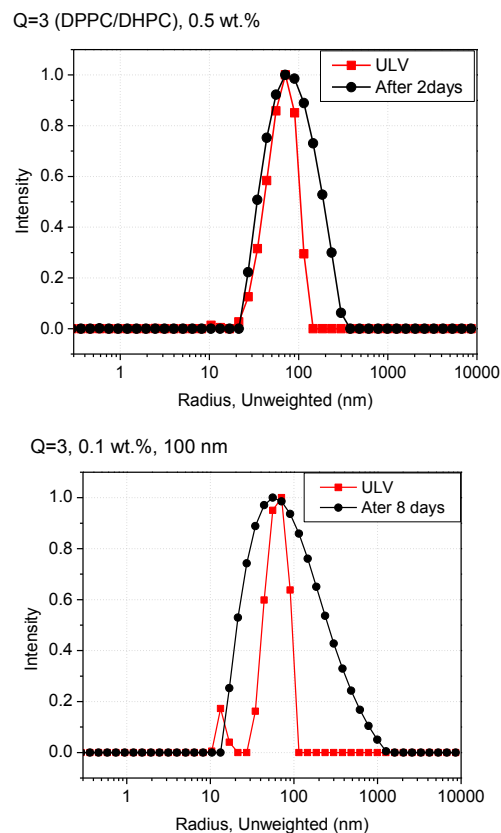 Q=3 (DPPC/DHPC), 0.5 wt.%
ULV
After 2days
Intensity
1.0
0.8
0.6
0.4
0.2
0.0
1 10 100 1000 10000
Radius, Unweighted (nm)
Q=3, 0.1 wt.%, 100 nm
ULV
Ater 8 days
Intensity
1.0
0.8
0.6
0.4
0.2
0.0
1 10 100 1000 10000
Radius, Unweighted (nm)